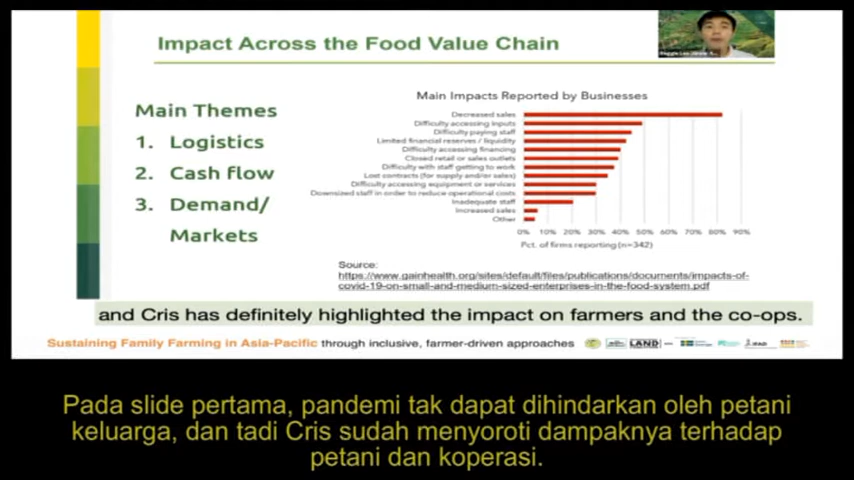 Impact Across the Food Value Chain
Main Themes
1. Logistics
2. Cash flow
3. Demand/
Markets
Main Impacts Reported by Businesses
Decreased sales
Difficulty accessing inputs
Difficulty paying staff
Limited financial reserves / liquidity
Difficulty accessing financing
Closed retail or sales outlets
Difficulty with staff getting to work
Lost contracts (for supply and/or sales)
Difficulty accessing equipment or services
Downsized staff in order to reduce operational costs
Inadequate staff
Increased sales
Other
0% 10% 20% 30% 40% 50% 60% 70% 80% 90%
Pct. of firms reporting (n=342)
Source:
https://www.gainhealth.org/sites/default/files/publications/documents/impacts-of-
covid-19-on-small-and-medium-sized-enterprises-in-the-food-system.pdf
and Cris has definitely highlighted the impact on farmers and the co-ops.
Sustaining Family Farming in Asia-Pacific through inclusive, farmer-driven approaches
LAND
Pada slide pertama, pandemi tak dapat dihindarkan oleh petani
keluarga, dan tadi Cris sudah menyoroti dampaknya terhadap
petani dan koperasi.